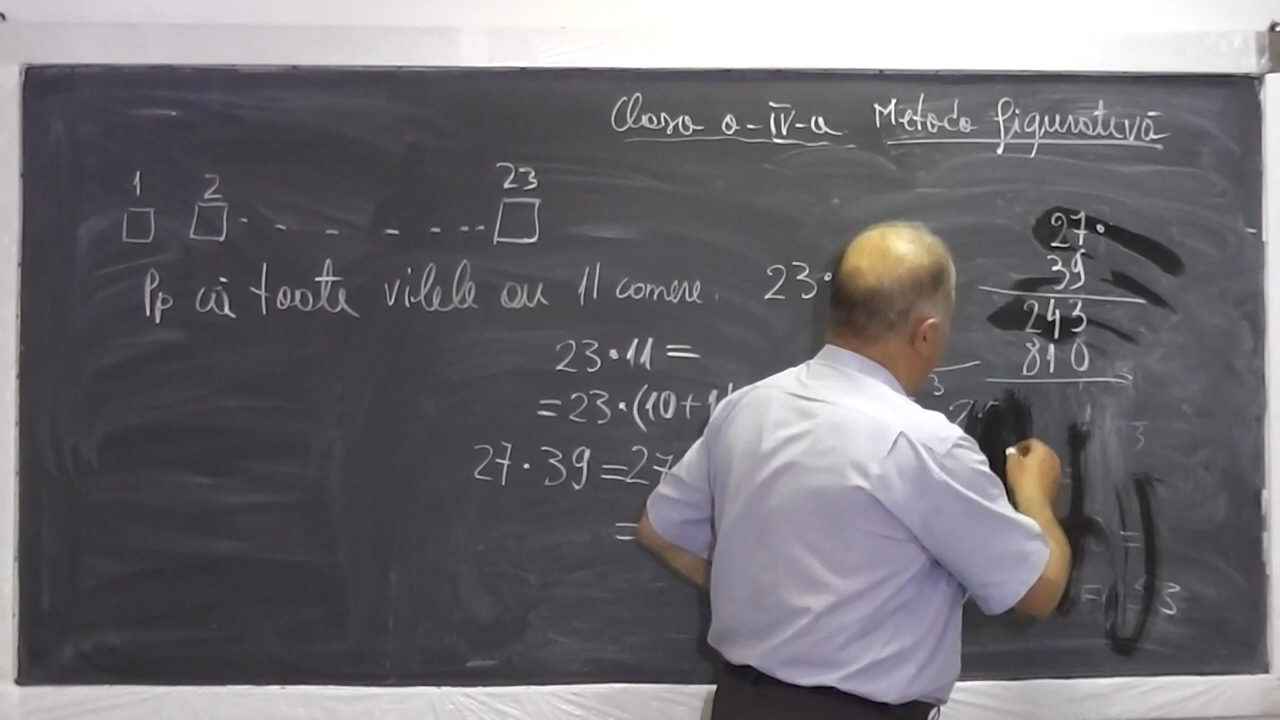 Clasa a-IV-a Metoda figurativă
1 2 23
Pp că toate vilele au 11 camere. 23·
23·11=
=23·(10+1
27·39=27
=
27·
39
243
810